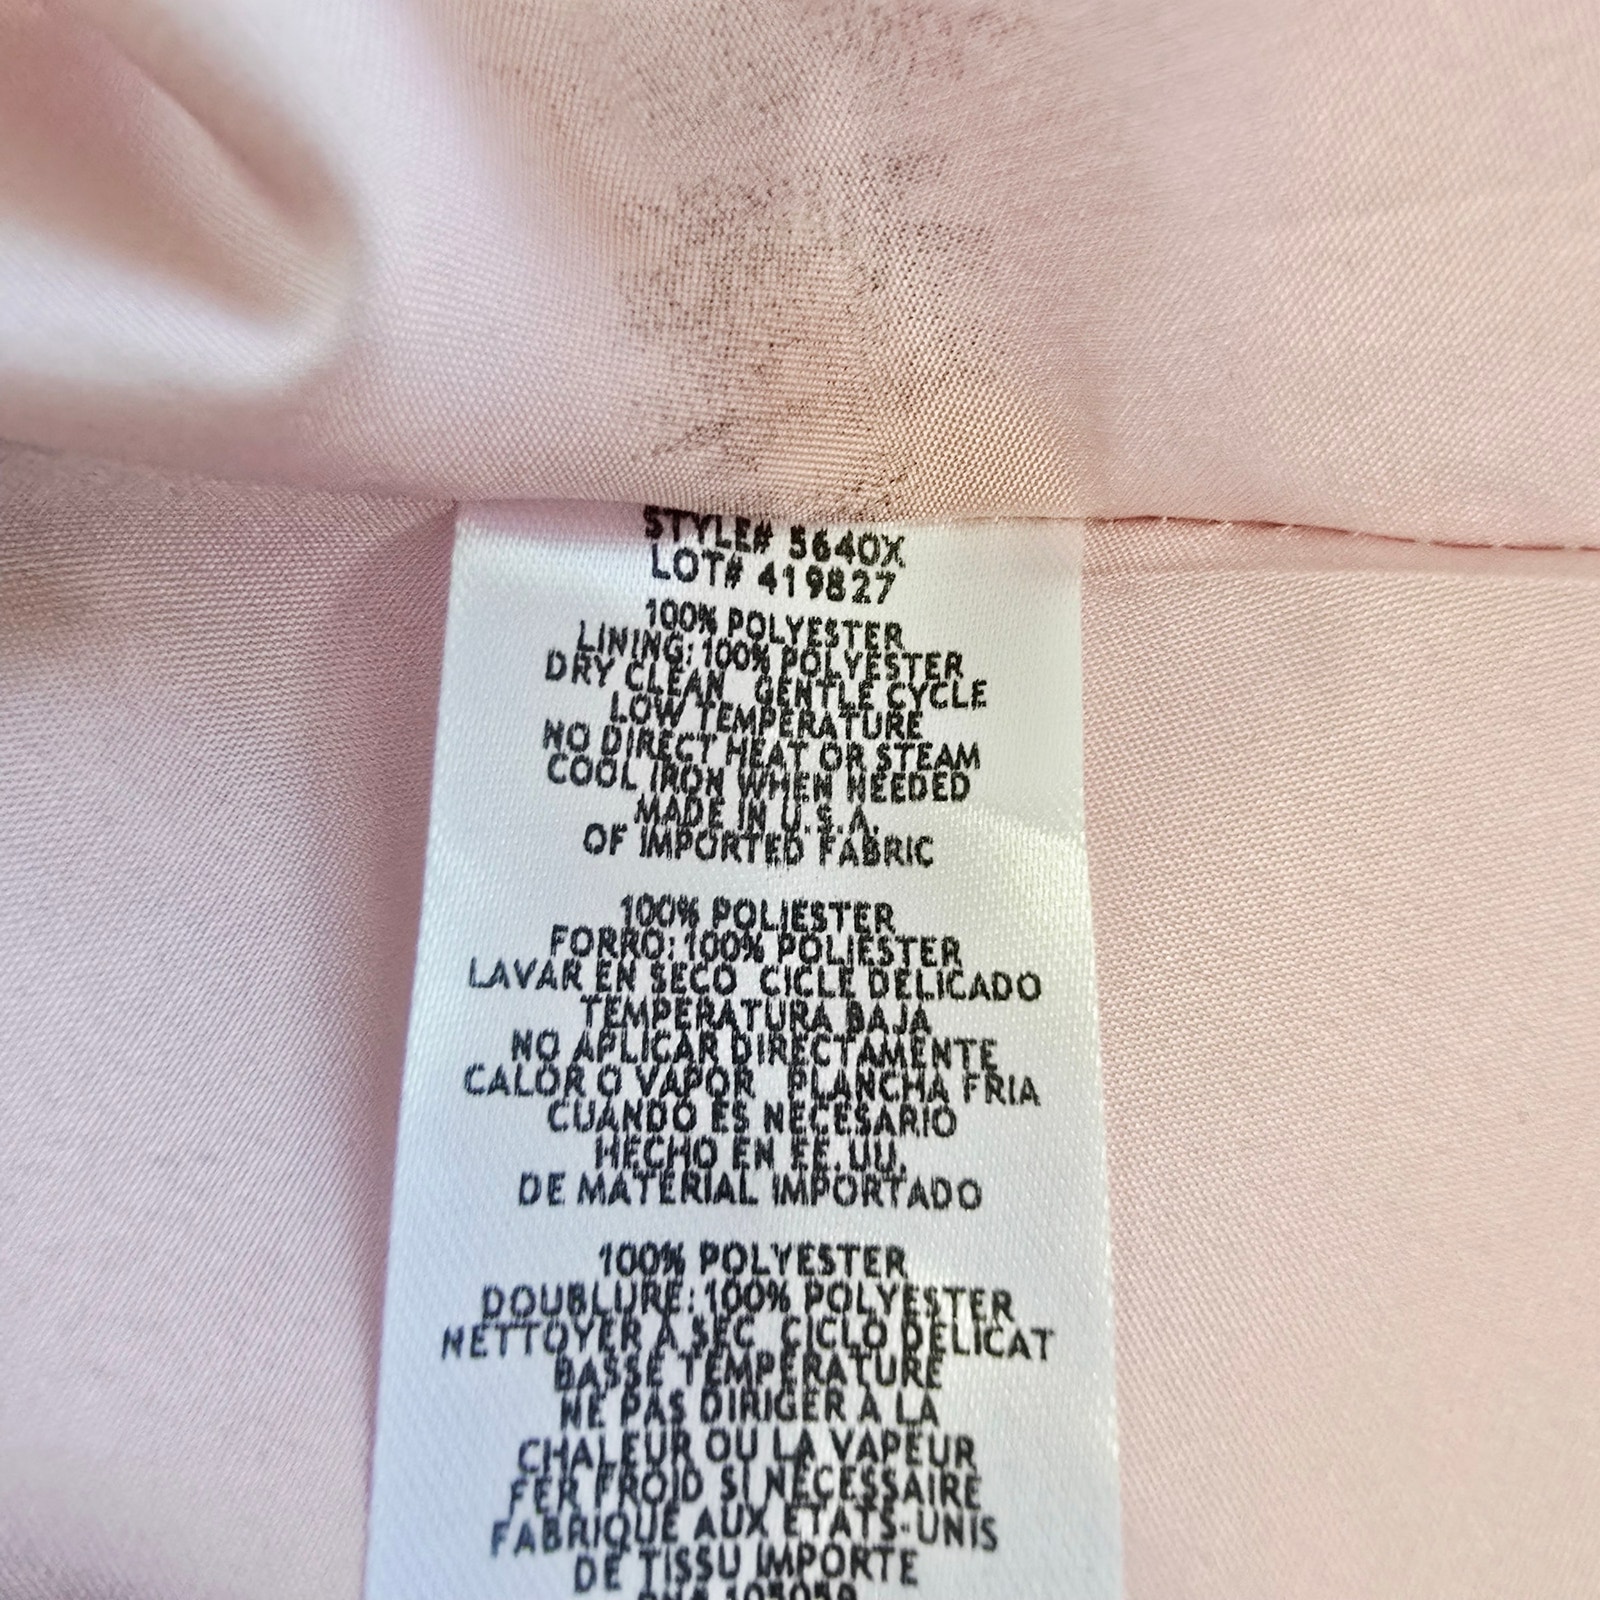 STYLE# 5640X
LOT# 419827
100% POLYESTER
LINING: 100% POLYESTER
DRY CLEAN GENTLE CYCLE
LOW TEMPERATURE
NO DIRECT HEAT OR STEAM
COOL IRON WHEN NEEDED
MADE IN U.S.A.
OF IMPORTED FABRIC
100% POLIESTER
FORRO: 100% POLIESTER
LAVAR EN SECO CICLE DELICADO
TEMPERATURA BAJA
NO APLICAR DIRECTAMENTE
CALOR O VAPOR PLANCHA FRIA
CUANDO ES NECESARIO
HECHO EN EE.UU.
DE MATERIAL IMPORTADO
100% POLYESTER
DOUBLURE: 100% POLYESTER
NETTOYER A SEC CICLO DELICAT
BASSE TEMPERATURE
NE PAS DIRIGER A LA
CHALEUR OU LA VAPEUR
FER FROID SI NECESSAIRE
FABRIQUE AUX ETATS-UNIS
DE TISSU IMPORTE